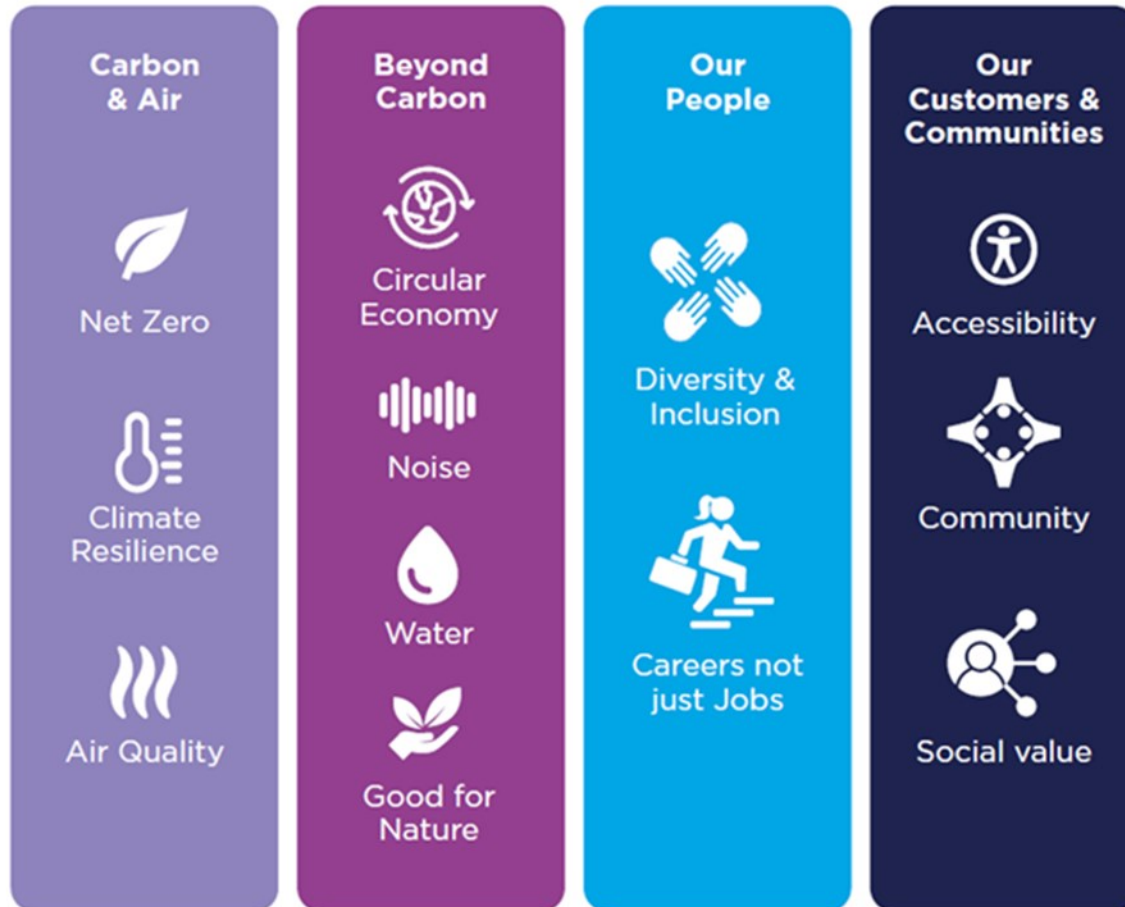 Carbon
& Air
Net Zero
Climate
Resilience
Air Quality
Beyond
Carbon
Circular
Economy
Noise
Water
Good for
Nature
Our
People
Diversity &
Inclusion
Careers not
just Jobs
Our
Customers &
Communities
Accessibility
Community
Social value